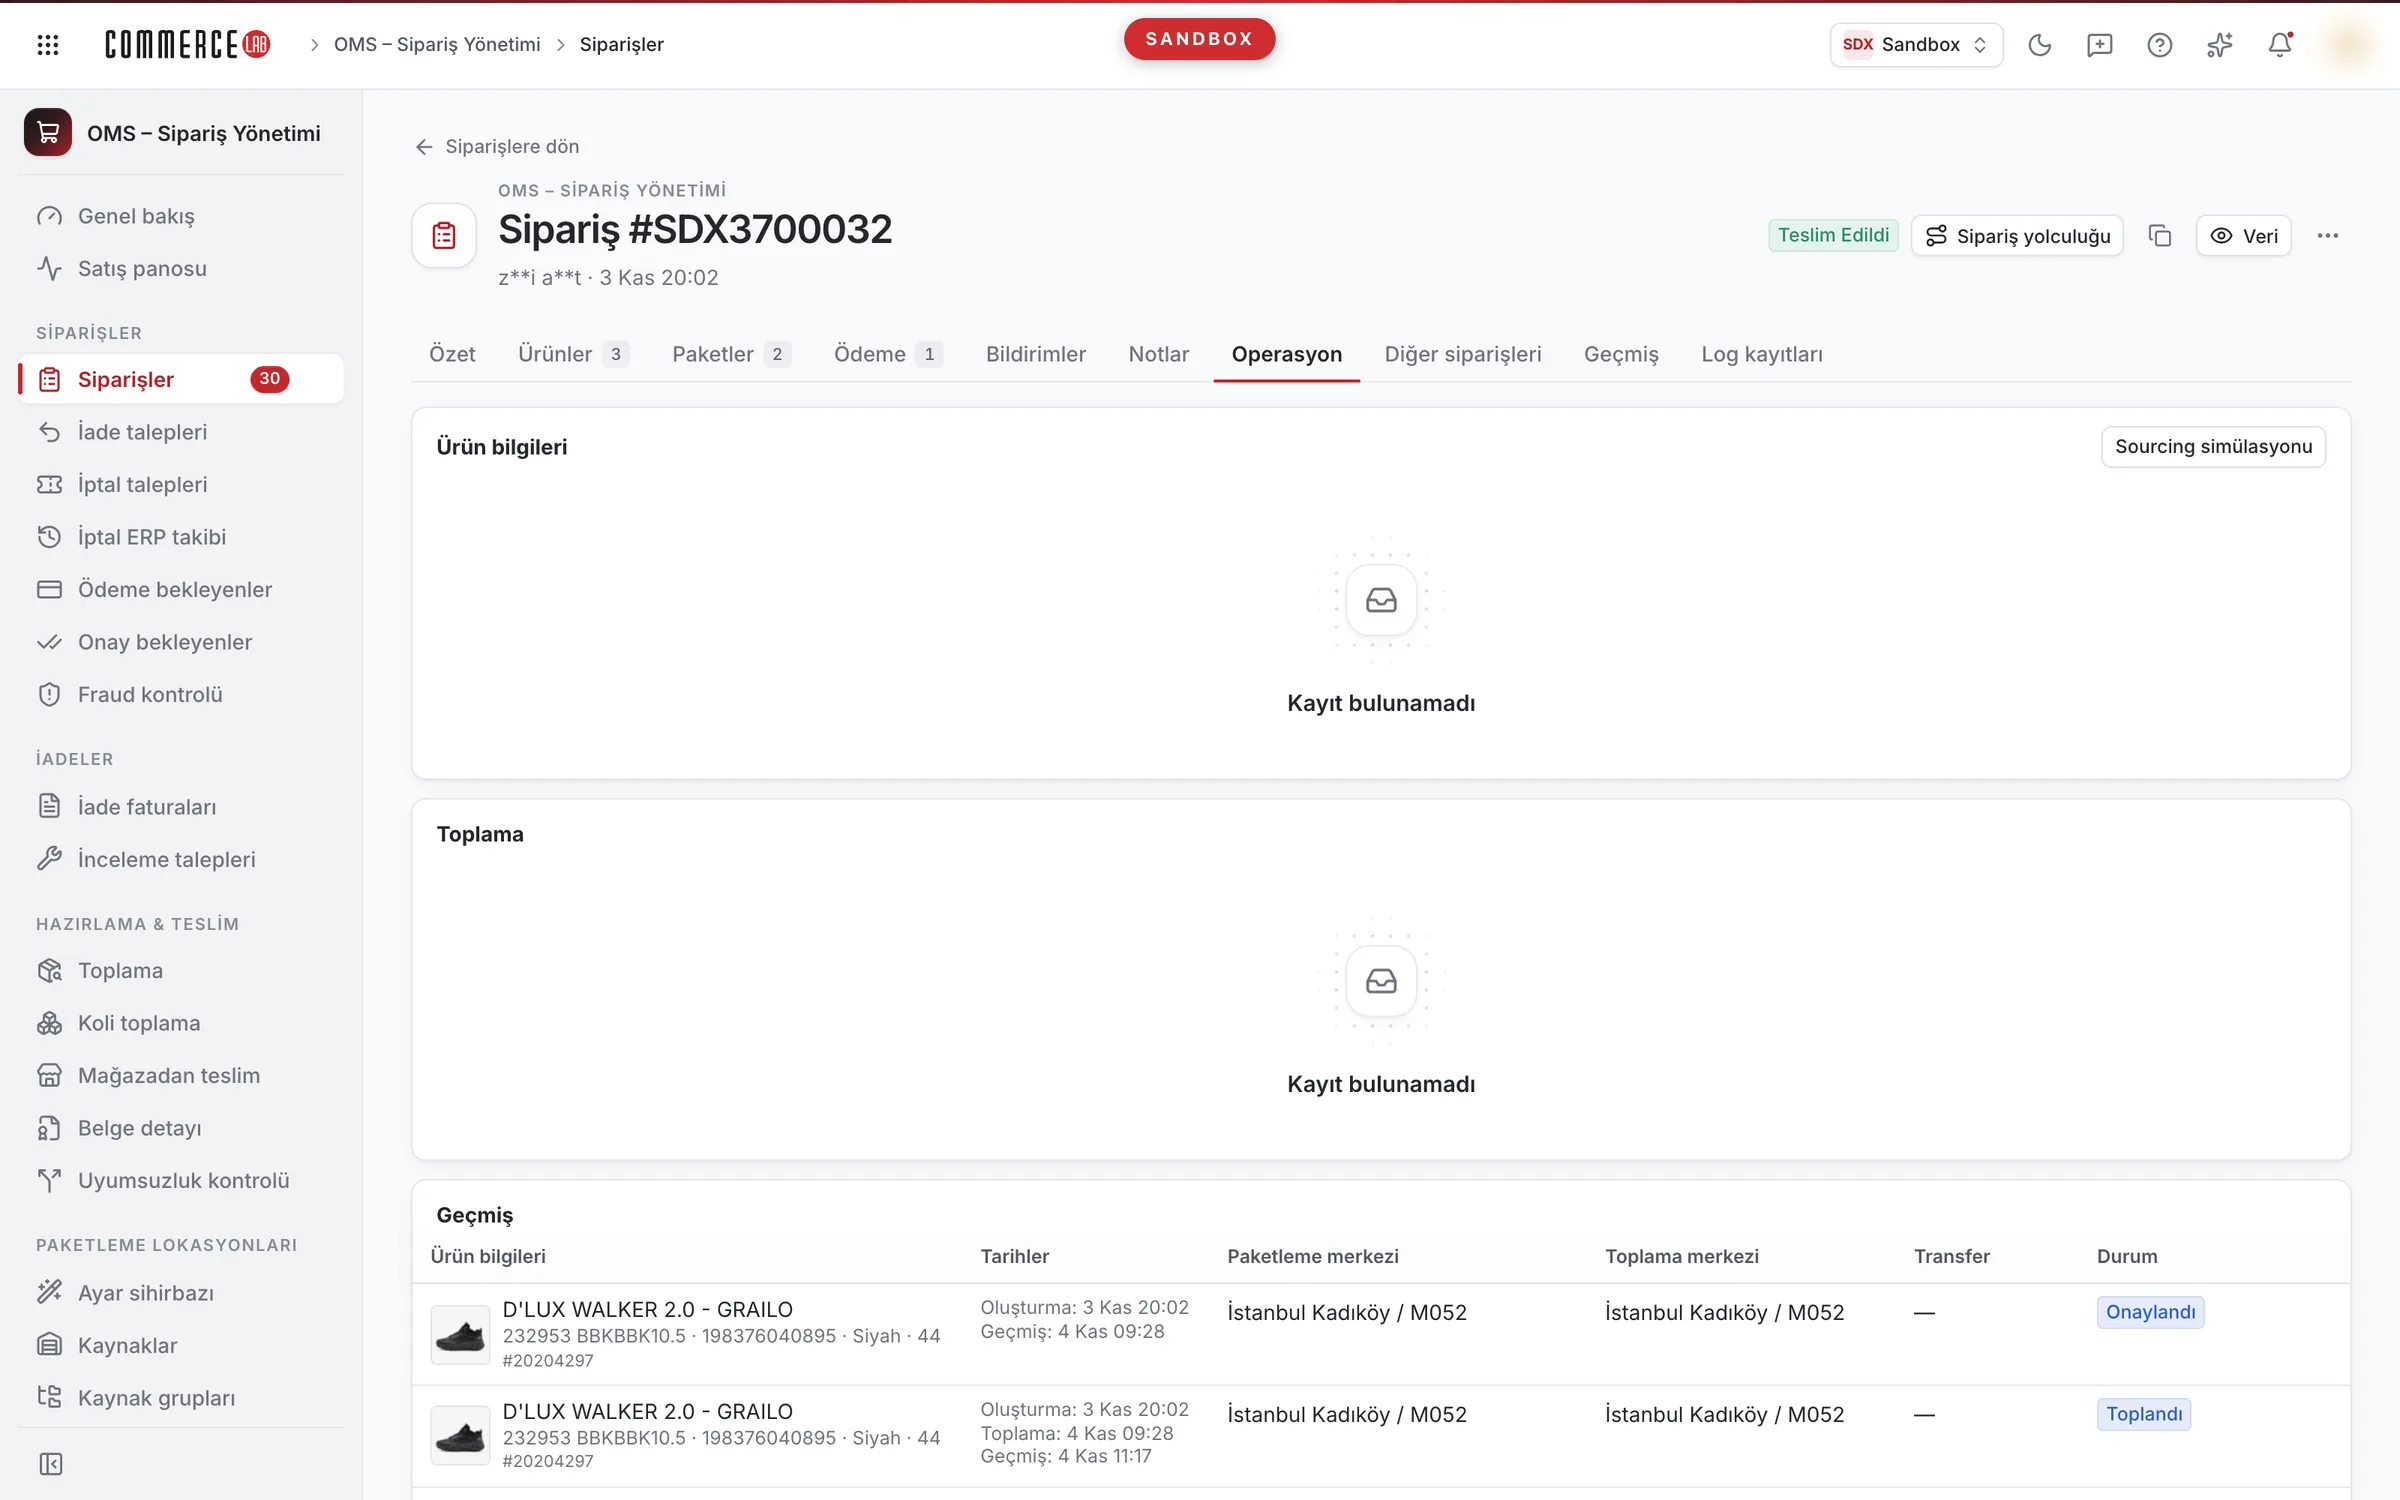 COMMERCE LAB
OMS – Sipariş Yönetimi
Siparişler
SANDBOX
SDX Sandbox
OMS – Sipariş Yönetimi
Genel bakış
Satış panosu
SİPARİŞLER
Siparişler 30
İade talepleri
İptal talepleri
İptal ERP takibi
Ödeme bekleyenler
Onay bekleyenler
Fraud kontrolü
İADELER
İade faturaları
İnceleme talepleri
HAZIRLAMA & TESLİM
Toplama
Koli toplama
Mağazadan teslim
Belge detayı
Uyumsuzluk kontrolü
PAKETLEME LOKASYONLARI
Ayar sihirbazı
Kaynaklar
Kaynak grupları
Siparişlere dön
OMS – SİPARİŞ YÖNETİMİ
Sipariş #SDX3700032
z**i a**t · 3 Kas 20:02
Teslim Edildi
Sipariş yolculuğu
Veri
Özet Ürünler 3 Paketler 2 Ödeme 1 Bildirimler Notlar Operasyon Diğer siparişleri Geçmiş Log kayıtları
Ürün bilgileri
Sourcing simülasyonu
Kayıt bulunamadı
Toplama
Kayıt bulunamadı
Geçmiş
Ürün bilgileri Tarihler Paketleme merkezi Toplama merkezi Transfer Durum
D'LUX WALKER 2.0 - GRAILO
232953 BBKBBK10.5 · 198376040895 · Siyah · 44
#20204297
Oluşturma: 3 Kas 20:02
Geçmiş: 4 Kas 09:28
İstanbul Kadıköy / M052
İstanbul Kadıköy / M052
—
Onaylandı
D'LUX WALKER 2.0 - GRAILO
232953 BBKBBK10.5 · 198376040895 · Siyah · 44
#20204297
Oluşturma: 3 Kas 20:02
Toplama: 4 Kas 09:28
Geçmiş: 4 Kas 11:17
İstanbul Kadıköy / M052
İstanbul Kadıköy / M052
—
Toplandı